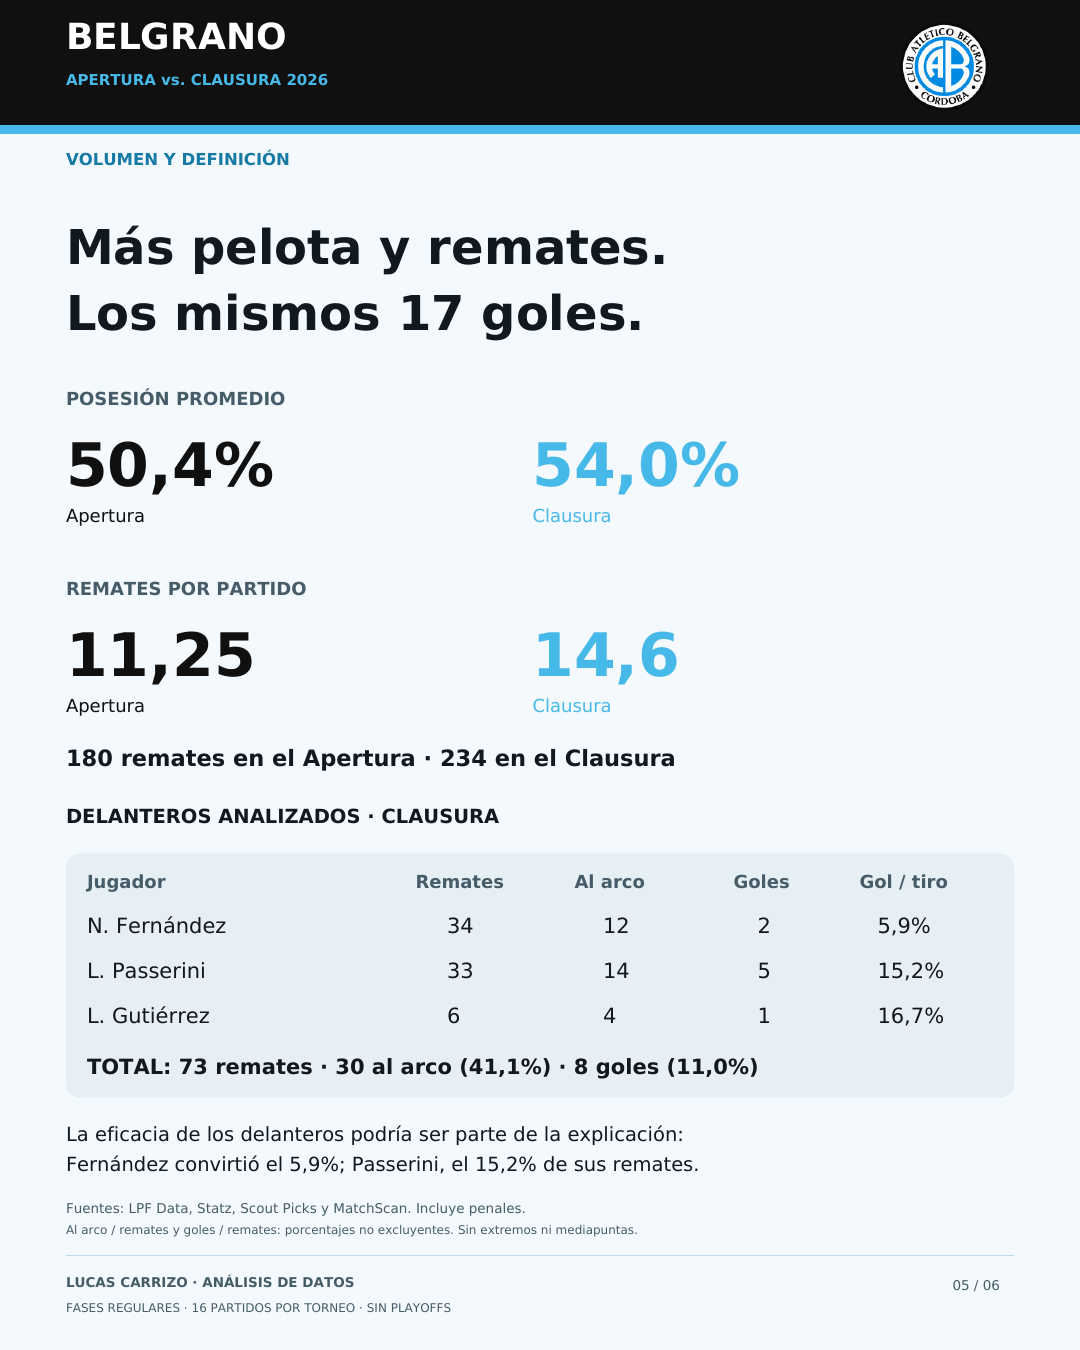 BELGRANO
APERTURA vs. CLAUSURA 2026
CLUB ATLETICO BELGRANO
CAB
• CORDOBA •
VOLUMEN Y DEFINICIÓN
Más pelota y remates.
Los mismos 17 goles.
POSESIÓN PROMEDIO
50,4% 54,0%
Apertura Clausura
REMATES POR PARTIDO
11,25 14,6
Apertura Clausura
180 remates en el Apertura · 234 en el Clausura
DELANTEROS ANALIZADOS · CLAUSURA
Jugador Remates Al arco Goles Gol / tiro
N. Fernández 34 12 2 5,9%
L. Passerini 33 14 5 15,2%
L. Gutiérrez 6 4 1 16,7%
TOTAL: 73 remates · 30 al arco (41,1%) · 8 goles (11,0%)
La eficacia de los delanteros podría ser parte de la explicación:
Fernández convirtió el 5,9%; Passerini, el 15,2% de sus remates.
Fuentes: LPF Data, Statz, Scout Picks y MatchScan. Incluye penales.
Al arco / remates y goles / remates: porcentajes no excluyentes. Sin extremos ni mediapuntas.
LUCAS CARRIZO · ANÁLISIS DE DATOS
05 / 06
FASES REGULARES · 16 PARTIDOS POR TORNEO · SIN PLAYOFFS